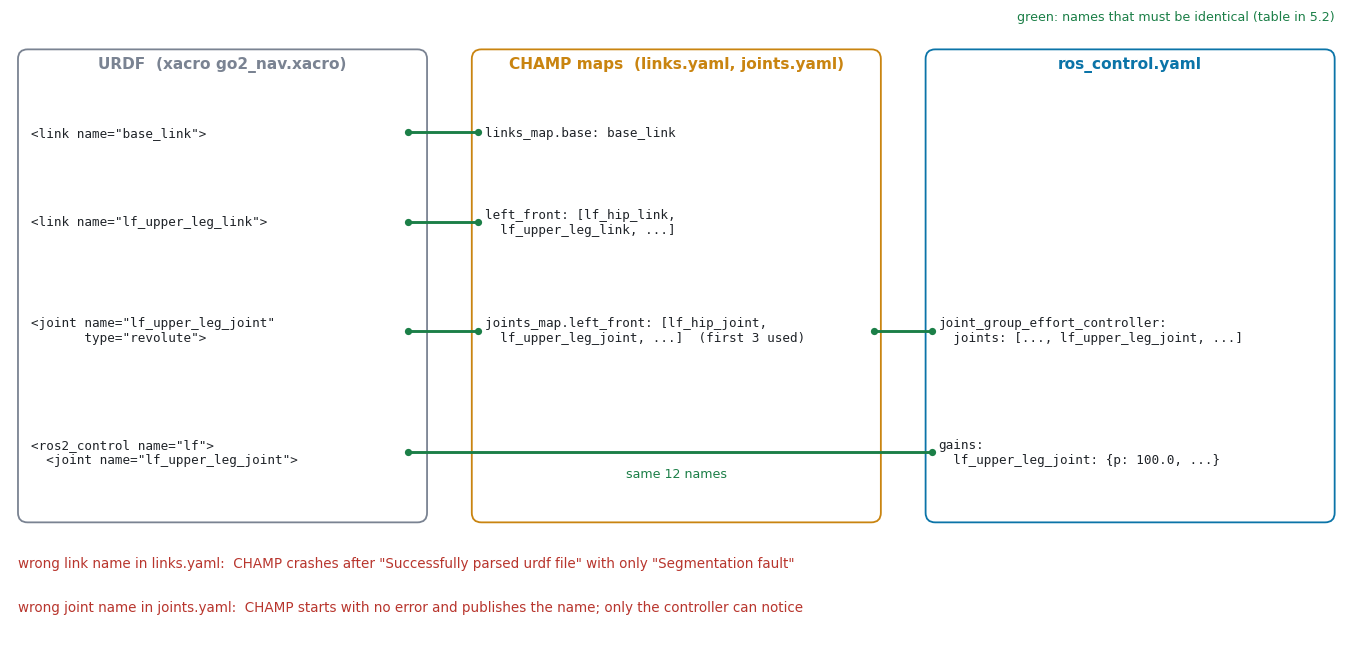 green: names that must be identical (table in 5.2)
URDF  (xacro go2_nav.xacro)
<link name="base_link">
<link name="lf_upper_leg_link">
<joint name="lf_upper_leg_joint"
       type="revolute">
<ros2_control name="lf">
  <joint name="lf_upper_leg_joint">
CHAMP maps  (links.yaml, joints.yaml)
links_map.base: base_link
left_front: [lf_hip_link,
  lf_upper_leg_link, ...]
joints_map.left_front: [lf_hip_joint,
  lf_upper_leg_joint, ...]  (first 3 used)
same 12 names
ros_control.yaml
joint_group_effort_controller:
  joints: [..., lf_upper_leg_joint, ...]
gains:
  lf_upper_leg_joint: {p: 100.0, ...}
wrong link name in links.yaml:  CHAMP crashes after "Successfully parsed urdf file" with only "Segmentation fault"
wrong joint name in joints.yaml:  CHAMP starts with no error and publishes the name; only the controller can notice